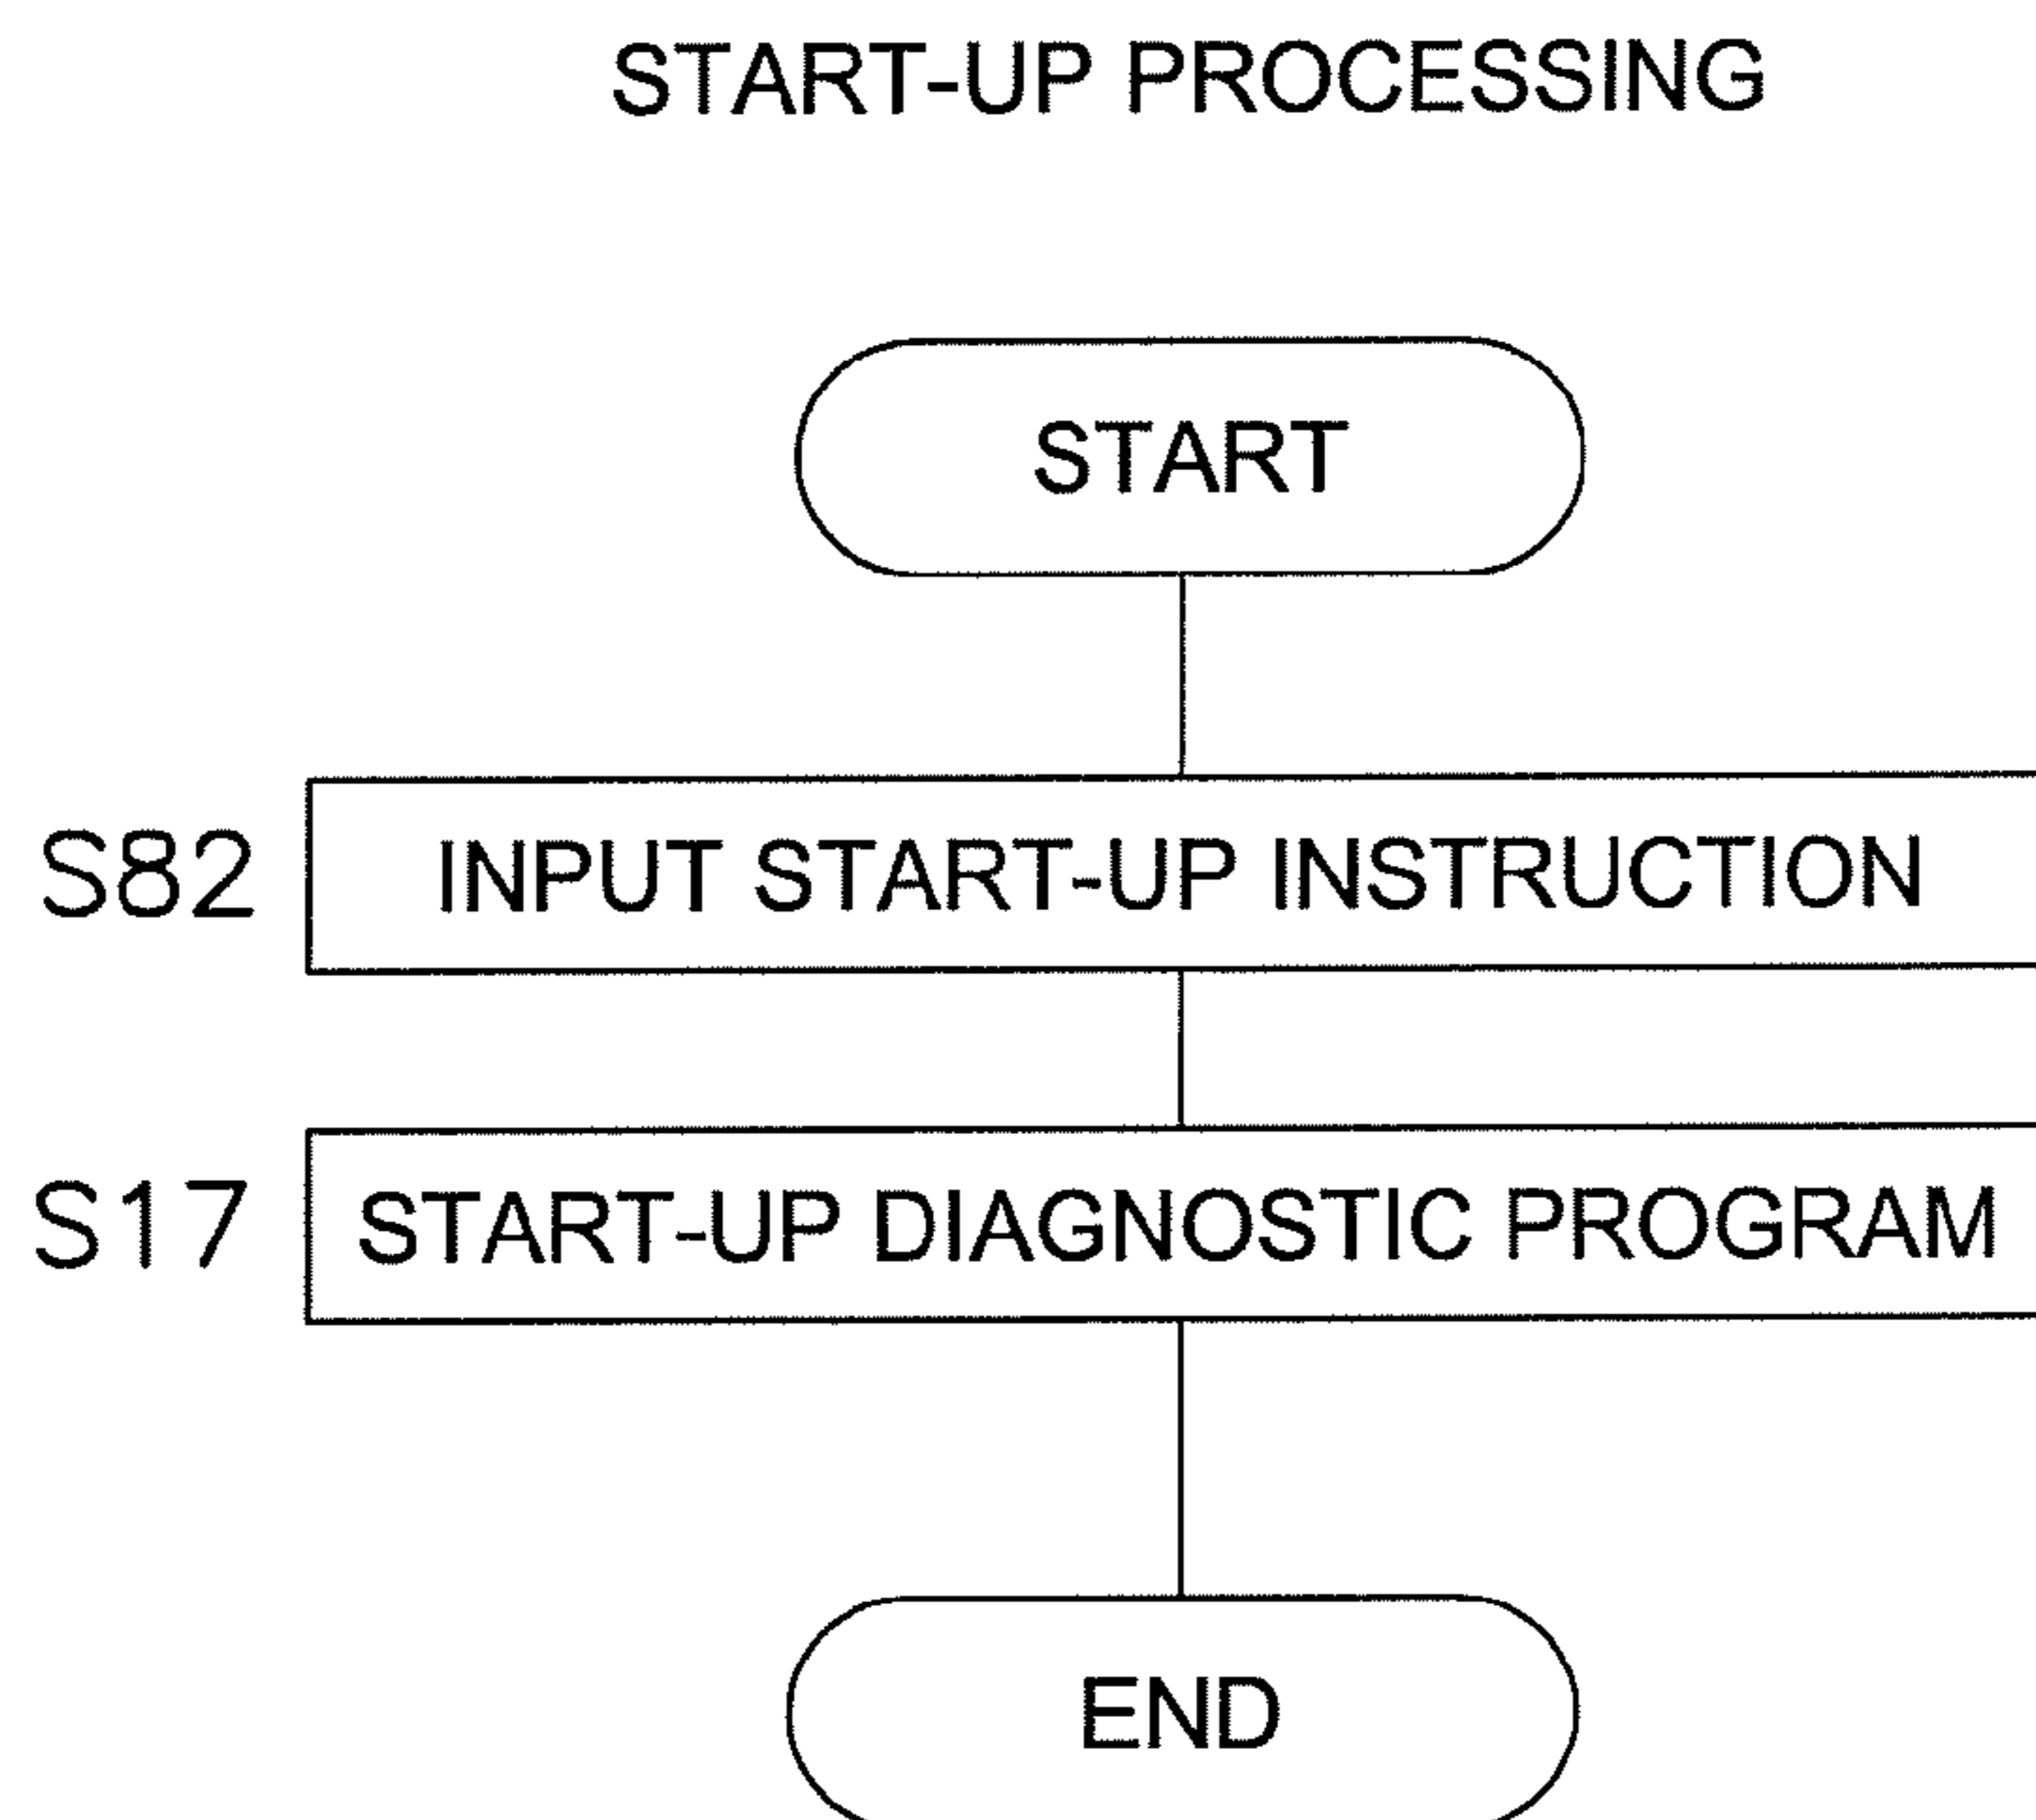 START-UP PROCESSING
START
S82 INPUT START-UP INSTRUCTION
S17 START-UP DIAGNOSTIC PROGRAM
END